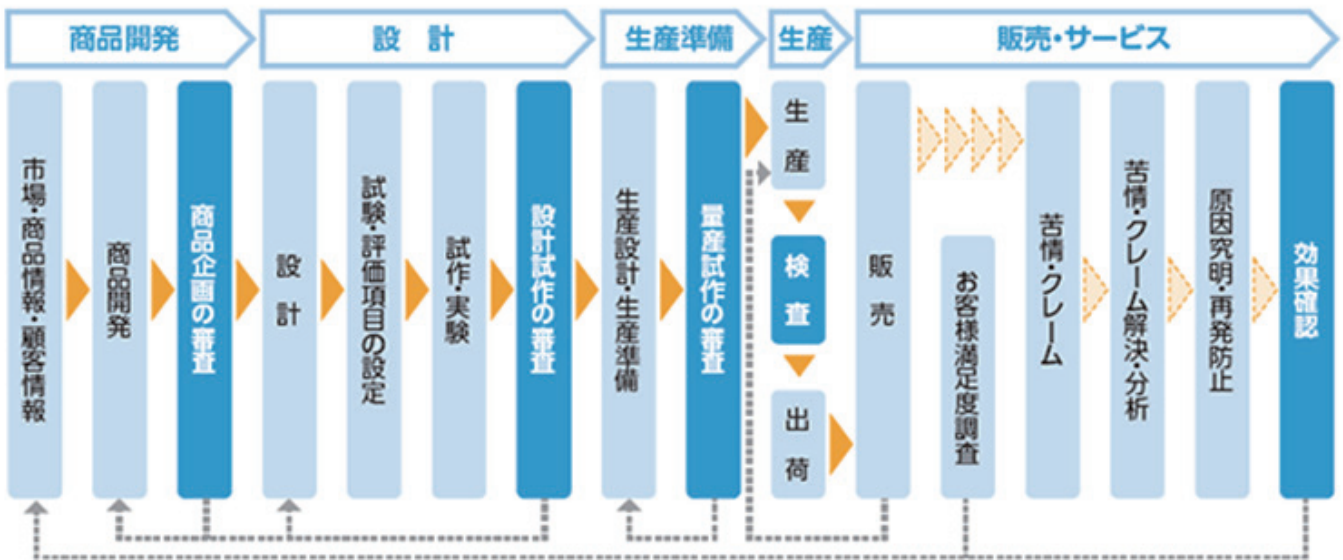 商品開発
設計
生産準備
生産
販売・サービス
市場・商品情報・顧客情報
商品開発
商品企画の審査
設計
試験・評価項目の設定
試作・実験
設計試作の審査
生産設計・生産準備
量産試作の審査
生産
検査
出荷
販売
お客様満足度調査
苦情・クレーム
苦情・クレーム解決・分析
原因究明・再発防止
効果確認